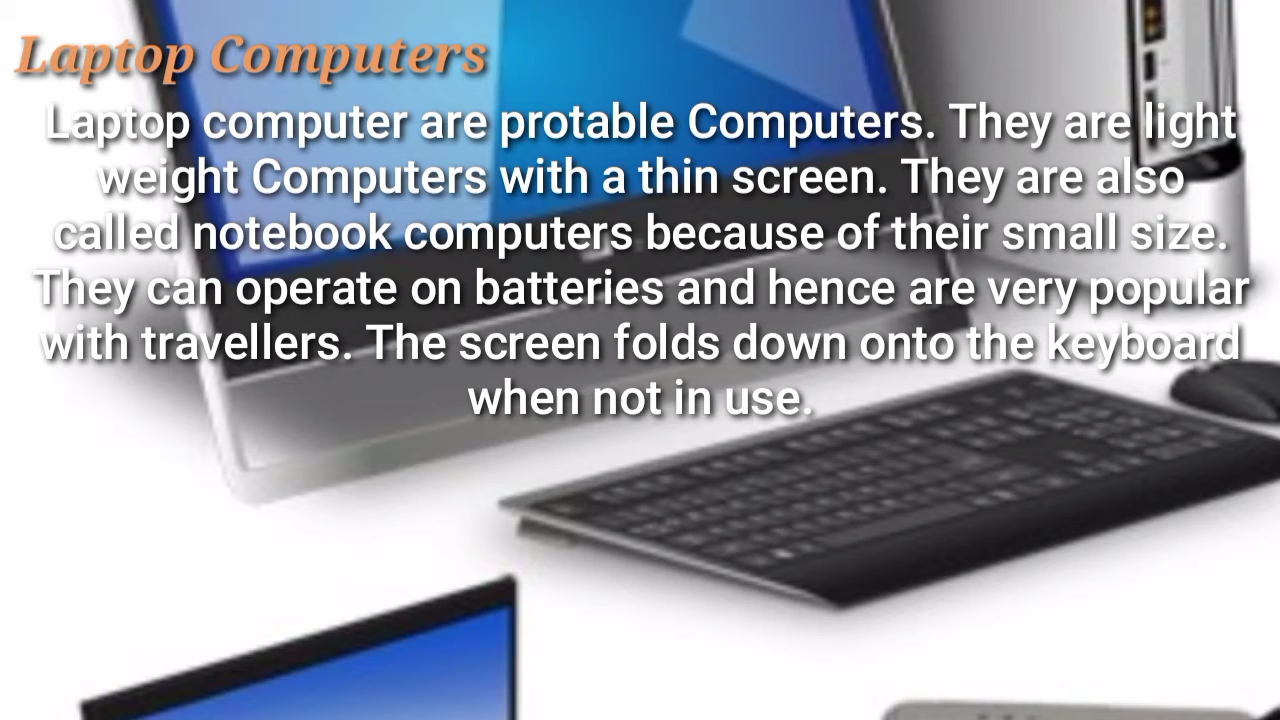 Laptop Computers
Laptop computer are protable Computers. They are light
weight Computers with a thin screen. They are also
called notebook computers because of their small size.
They can operate on batteries and hence are very popular
with travellers. The screen folds down onto the keyboard
when not in use.